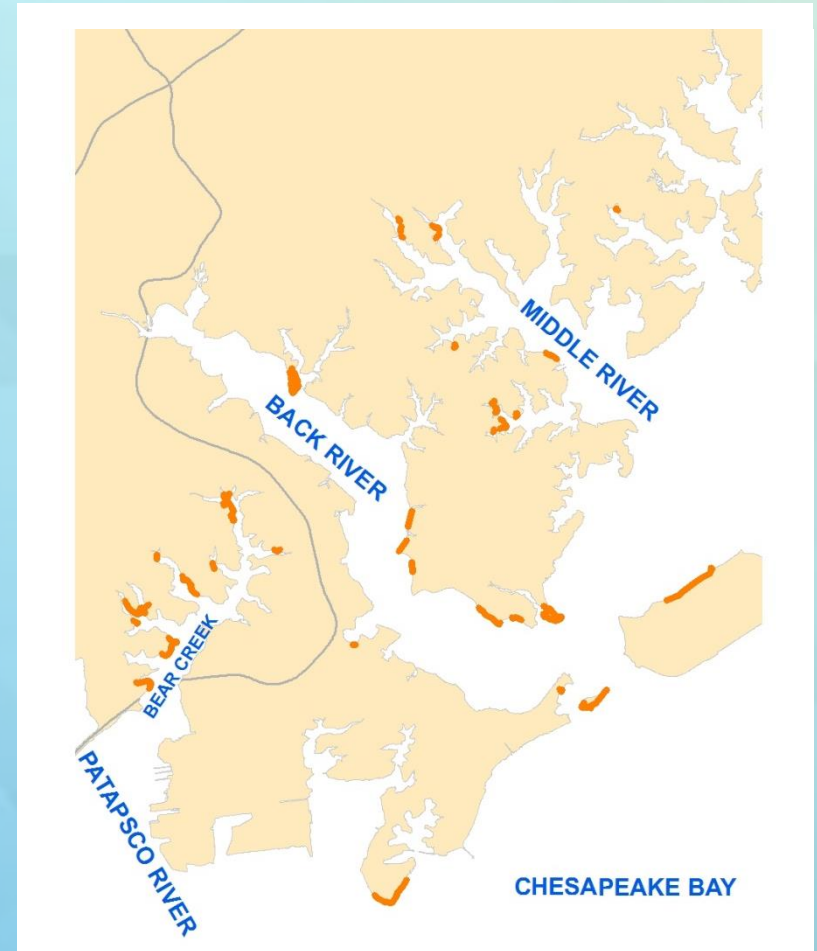 MIDDLE RIVER
BACK RIVER
BEAR CREEK
PATAPSCO RIVER
CHESAPEAKE BAY